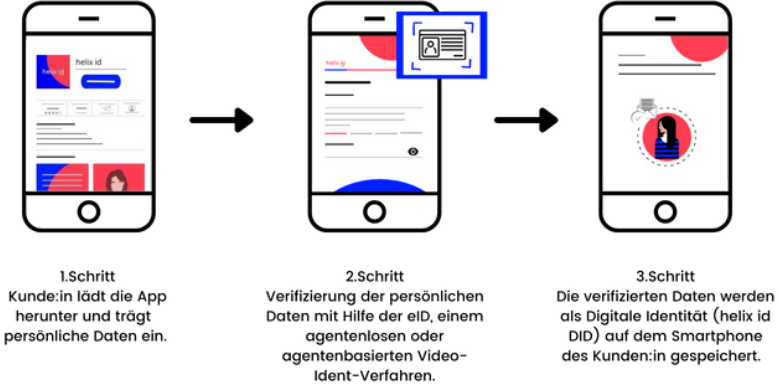 helix id
helix id
helix id
1.Schritt
Kunde:in lädt die App
herunter und trägt
persönliche Daten ein.
2.Schritt
Verifizierung der persönlichen
Daten mit Hilfe der eID, einem
agentenlosen oder
agentenbasierten Video-
Ident-Verfahren.
3.Schritt
Die verifizierten Daten werden
als Digitale Identität (helix id
DID) auf dem Smartphone
des Kunden:in gespeichert.